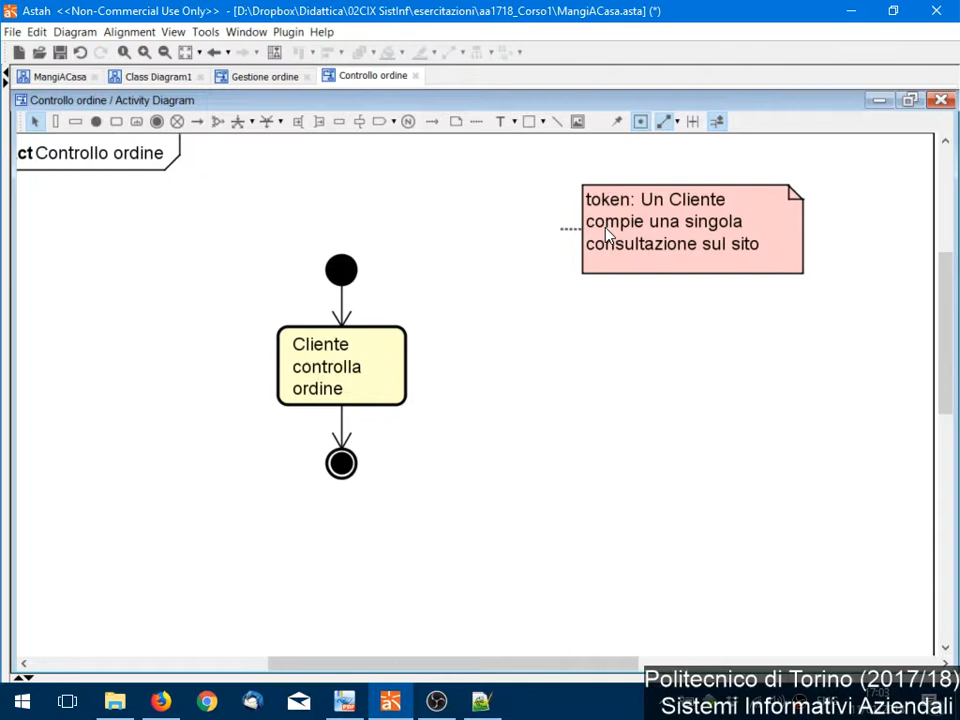 Astah <<Non-Commercial Use Only>> - [D:\Dropbox\Didattica\02CIX SistInf\esercitazioni\aa1718_Corso1\MangiACasa.asta] (*)
File Edit Diagram Alignment View Tools Window Plugin Help
MangiACasa Class Diagram1 Gestione ordine Controllo ordine
Controllo ordine / Activity Diagram
ct Controllo ordine
token: Un Cliente
compie una singola
consultazione sul sito
Cliente
controlla
ordine
Politecnico di Torino (2017/18)
17:03
Sistemi Informativi Aziendali